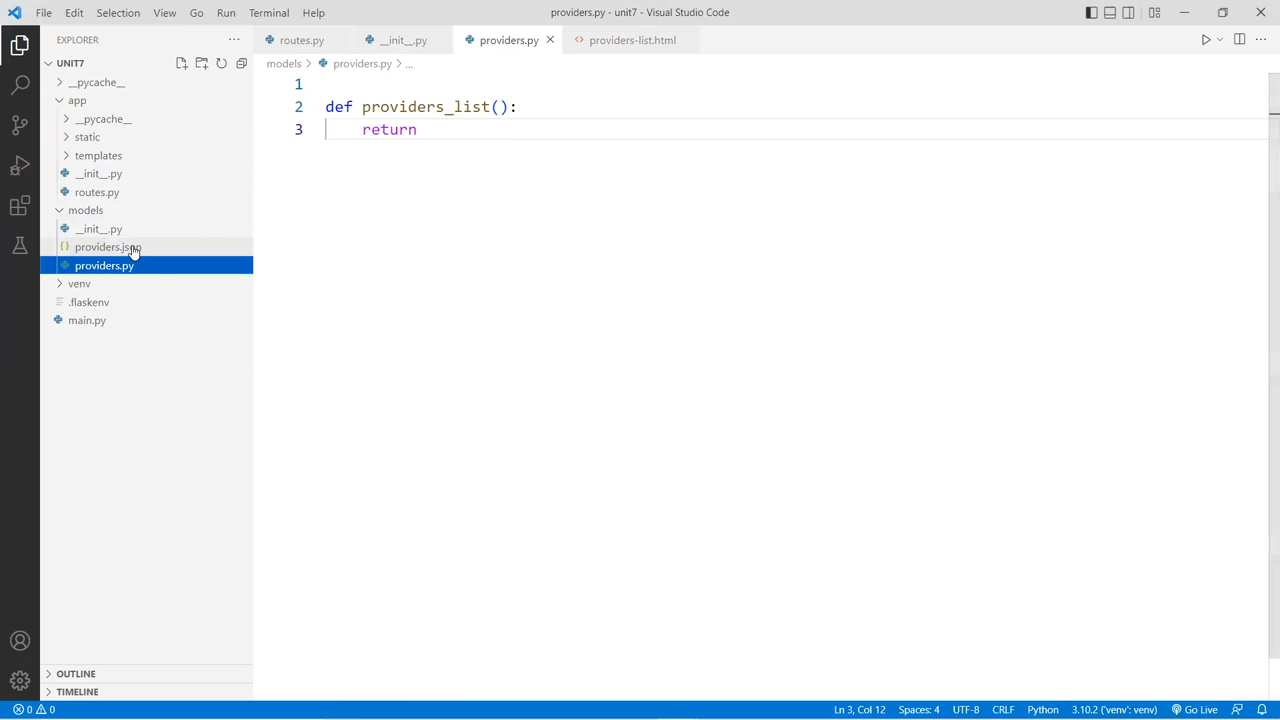 File Edit Selection View Go Run Terminal Help
providers.py - unit7 - Visual Studio Code
EXPLORER
UNIT7
__pycache__
app
__pycache__
static
templates
__init__.py
routes.py
models
__init__.py
providers.json
providers.py
venv
.flaskenv
main.py
OUTLINE
TIMELINE
routes.py
__init__.py
providers.py
providers-list.html
models > providers.py > ...
1
2 def providers_list():
3 return
0 0
Ln 3, Col 12 Spaces: 4 UTF-8 CRLF Python 3.10.2 ('venv': venv) Go Live